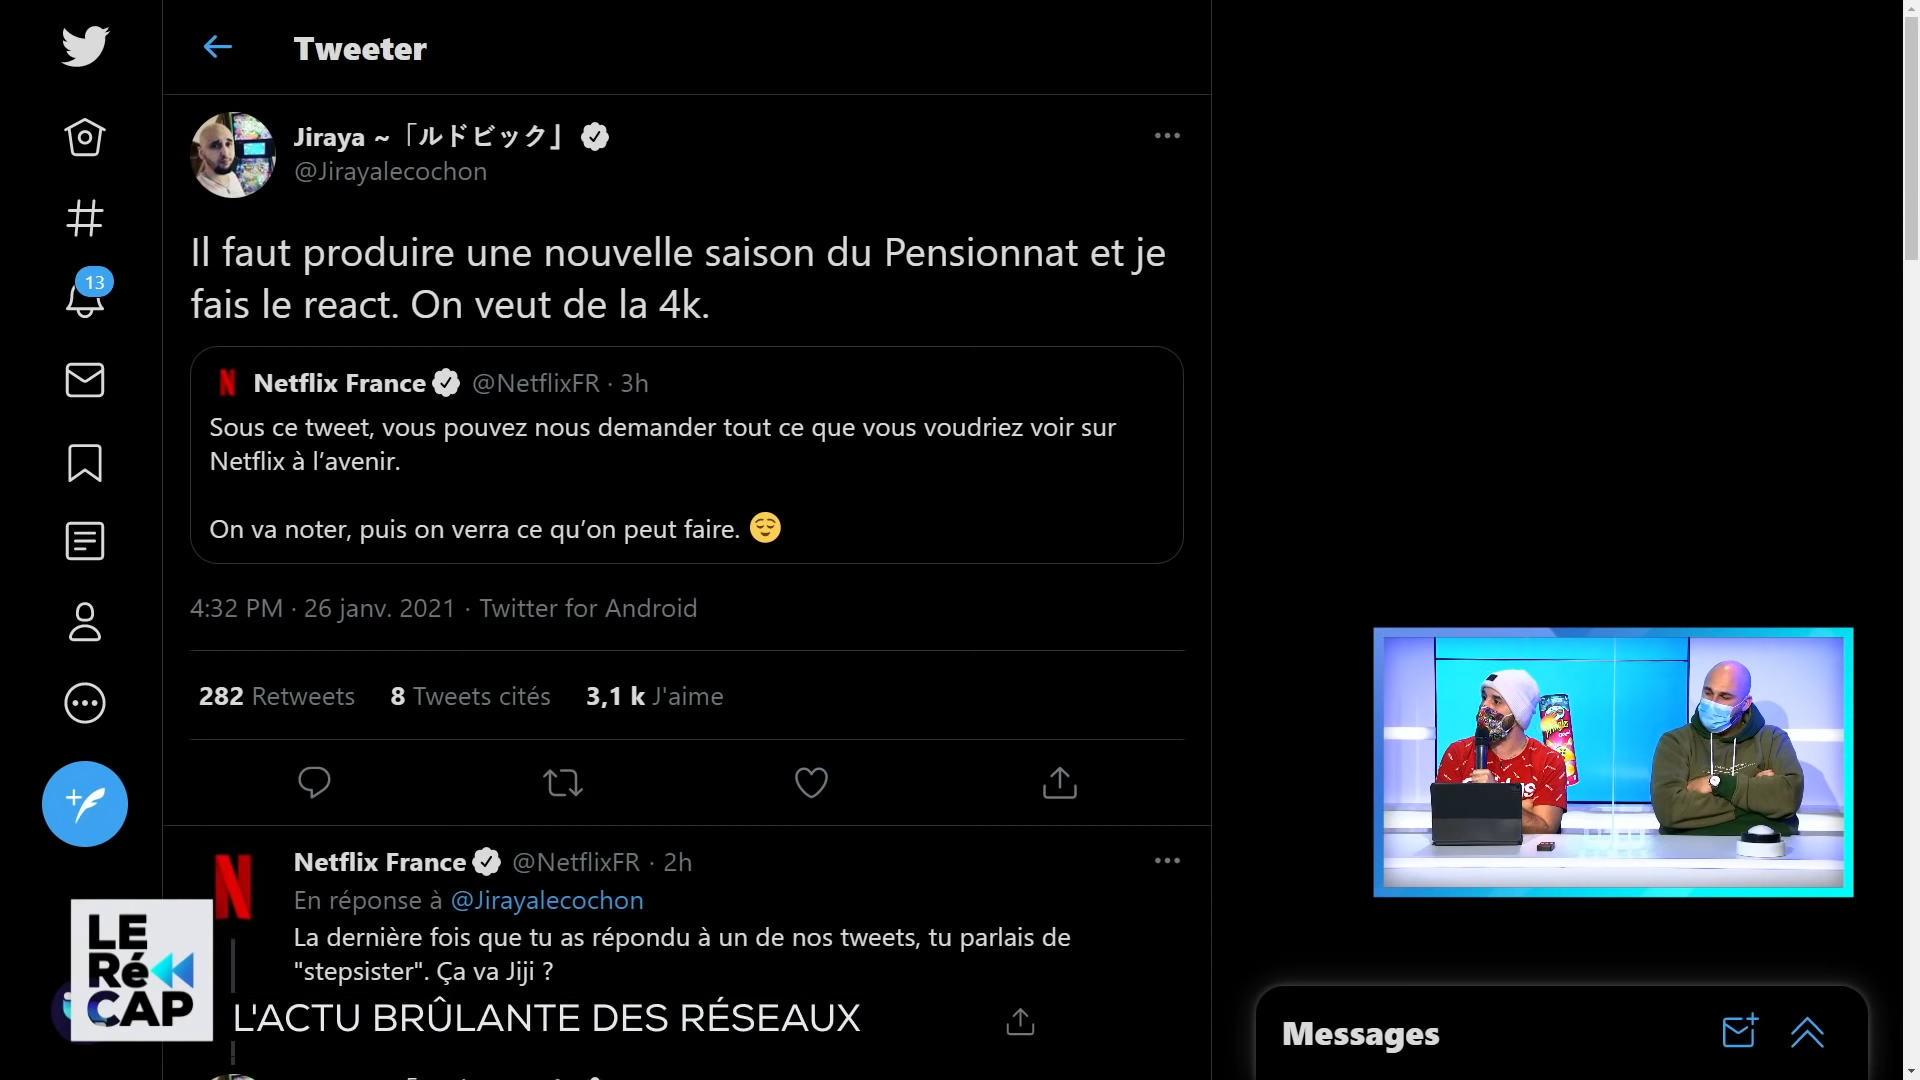 Tweeter
Jiraya ~「ルドビック」
@Jirayalecochon
Il faut produire une nouvelle saison du Pensionnat et je
fais le react. On veut de la 4k.
Netflix France @NetflixFR · 3h
Sous ce tweet, vous pouvez nous demander tout ce que vous voudriez voir sur
Netflix à l’avenir.
On va noter, puis on verra ce qu’on peut faire. 😌
4:32 PM · 26 janv. 2021 · Twitter for Android
282 Retweets 8 Tweets cités 3,1 k J'aime
Netflix France @NetflixFR · 2h
En réponse à @Jirayalecochon
La dernière fois que tu as répondu à un de nos tweets, tu parlais de
"stepsister". Ça va Jiji ?
13
LE
Ré
CAP
L'ACTU BRÛLANTE DES RÉSEAUX
Messages